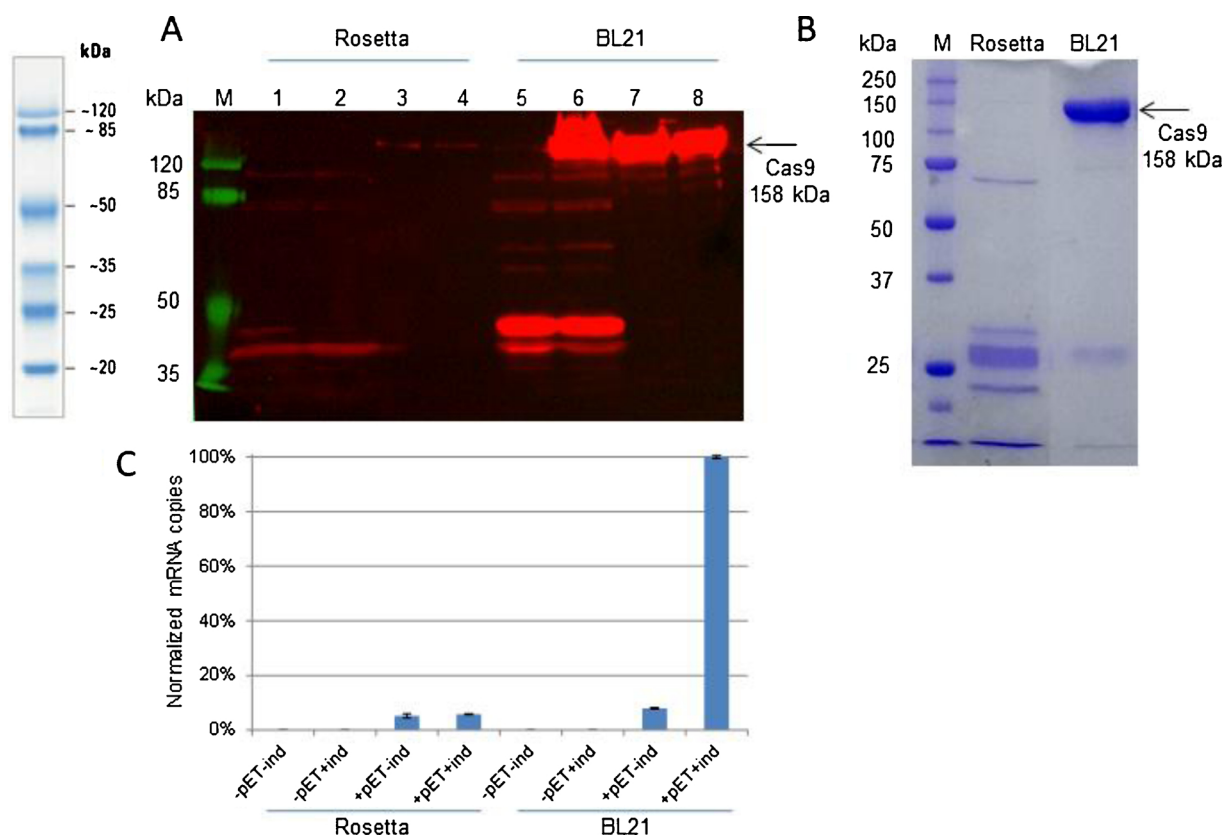 A
Rosetta
BL21
kDa
M 1 2 3 4 5 6 7 8
120
85
50
35
Cas9
158 kDa
kDa
~120
~ 85
~50
~35
~25
~20
B
kDa M Rosetta BL21
250
150
100
75
50
37
25
Cas9
158 kDa
C
Normalized mRNA copies
100%
80%
60%
40%
20%
0%
-pET-ind
-pET+ind
+pET-ind
+pET+ind
-pET-ind
-pET+ind
+pET-ind
+pET+ind
Rosetta
BL21